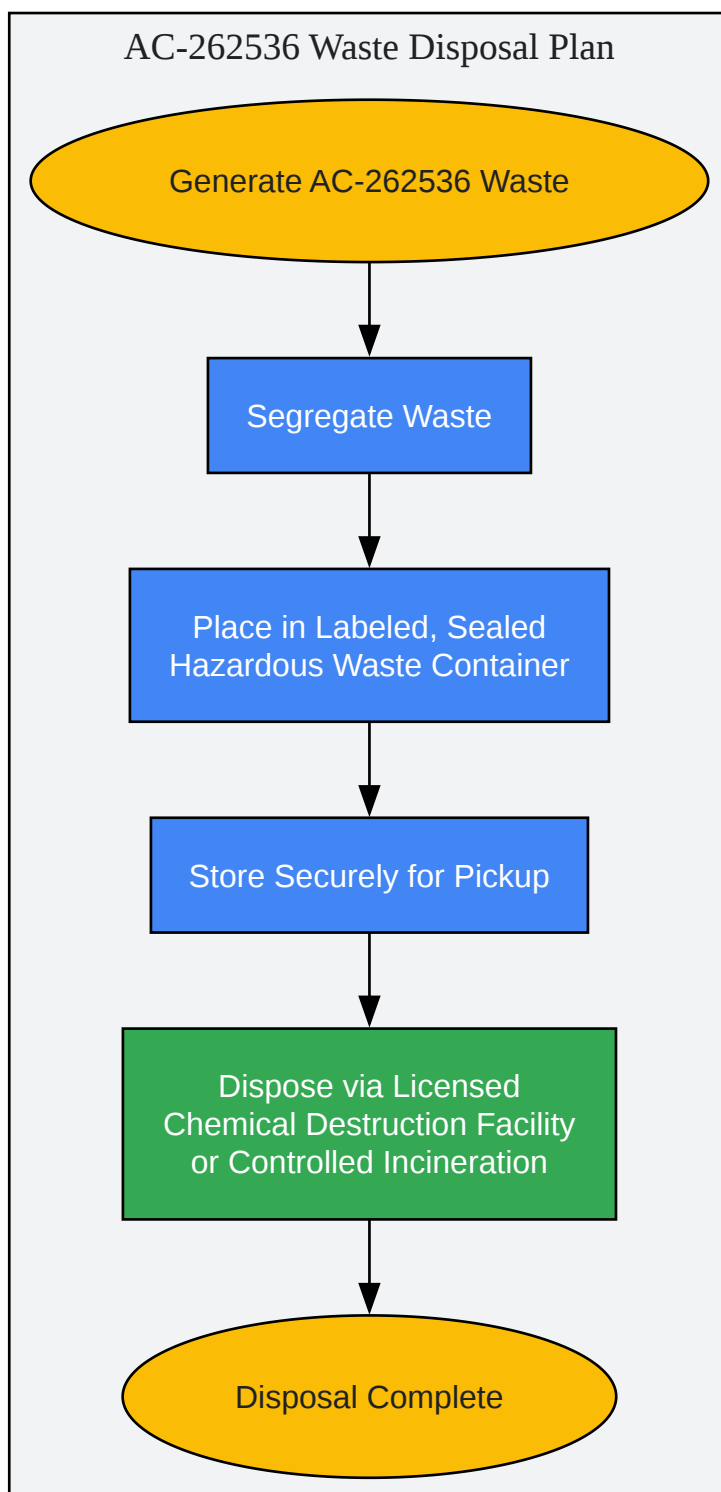 AC-262536 Waste Disposal Plan
Generate AC-262536 Waste
Segregate Waste
Place in Labeled, Sealed
Hazardous Waste Container
Store Securely for Pickup
Dispose via Licensed
Chemical Destruction Facility
or Controlled Incineration
Disposal Complete